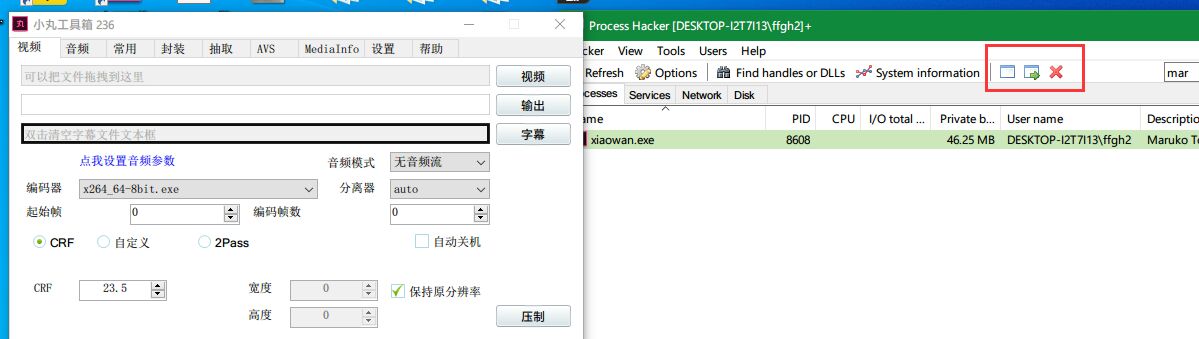 丸
小丸工具箱 236
视频 音频 常用 封装 抽取 AVS MediaInfo 设置 帮助
可以把文件拖拽到这里
视频
输出
双击清空字幕文件文本框
字幕
点我设置音频参数
音频模式 无音频流
编码器 x264_64-8bit.exe
分离器 auto
起始帧 0
编码帧数 0
CRF 自定义 2Pass 自动关机
CRF 23.5
宽度 0
保持原分辨率
高度 0
压制
Process Hacker [DESKTOP-I2T7I13\ffgh2]+
cker View Tools Users Help
Refresh Options Find handles or DLLs System information
mar
ocesses Services Network Disk
ame PID CPU I/O total ... Private b... User name Descriptio
xiaowan.exe 8608 46.25 MB DESKTOP-I2T7I13\ffgh2 Maruko To